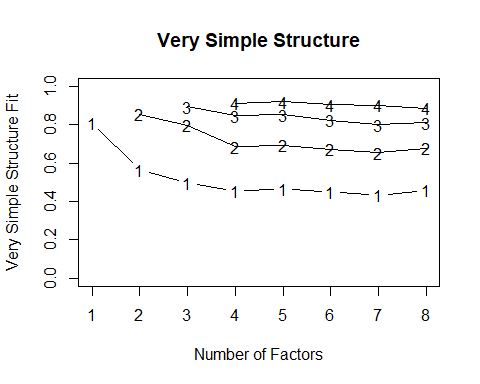 Very Simple Structure
Very Simple Structure Fit
1.0
0.8
0.6
0.4
0.2
0.0
4 4 4 4 4
3 3 3 3 3 3
2 2 2 2 2 2 2
1 1 1 1 1 1 1 1
1 2 3 4 5 6 7 8
Number of Factors